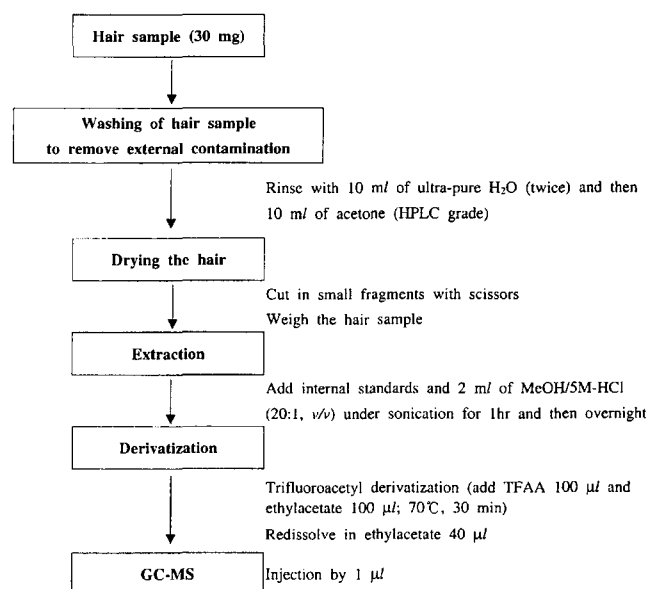 Hair sample (30 mg)
Washing of hair sample
to remove external contamination
Rinse with 10 ml of ultra-pure H₂O (twice) and then
10 ml of acetone (HPLC grade)
Drying the hair
Cut in small fragments with scissors
Weigh the hair sample
Extraction
Add internal standards and 2 ml of MeOH/5M-HCl
(20:1, v/v) under sonication for 1hr and then overnight
Derivatization
Trifluoroacetyl derivatization (add TFAA 100 μl and
ethylacetate 100 μl; 70℃, 30 min)
Redissolve in ethylacetate 40 μl
GC-MS
Injection by 1 μl